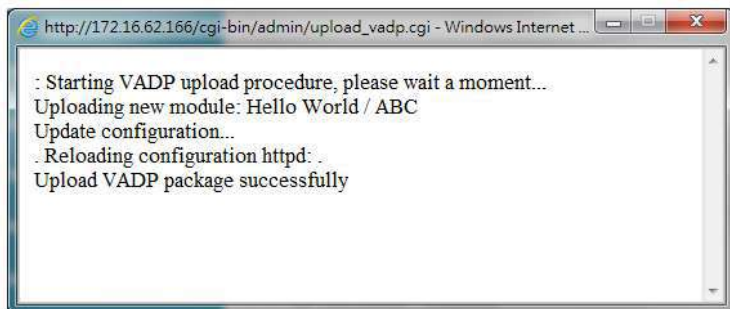 http://172.16.62.166/cgi-bin/admin/upload_vadp.cgi - Windows Internet ...
: Starting VADP upload procedure, please wait a moment...
Uploading new module: Hello World / ABC
Update configuration...
. Reloading configuration httpd: .
Upload VADP package successfully